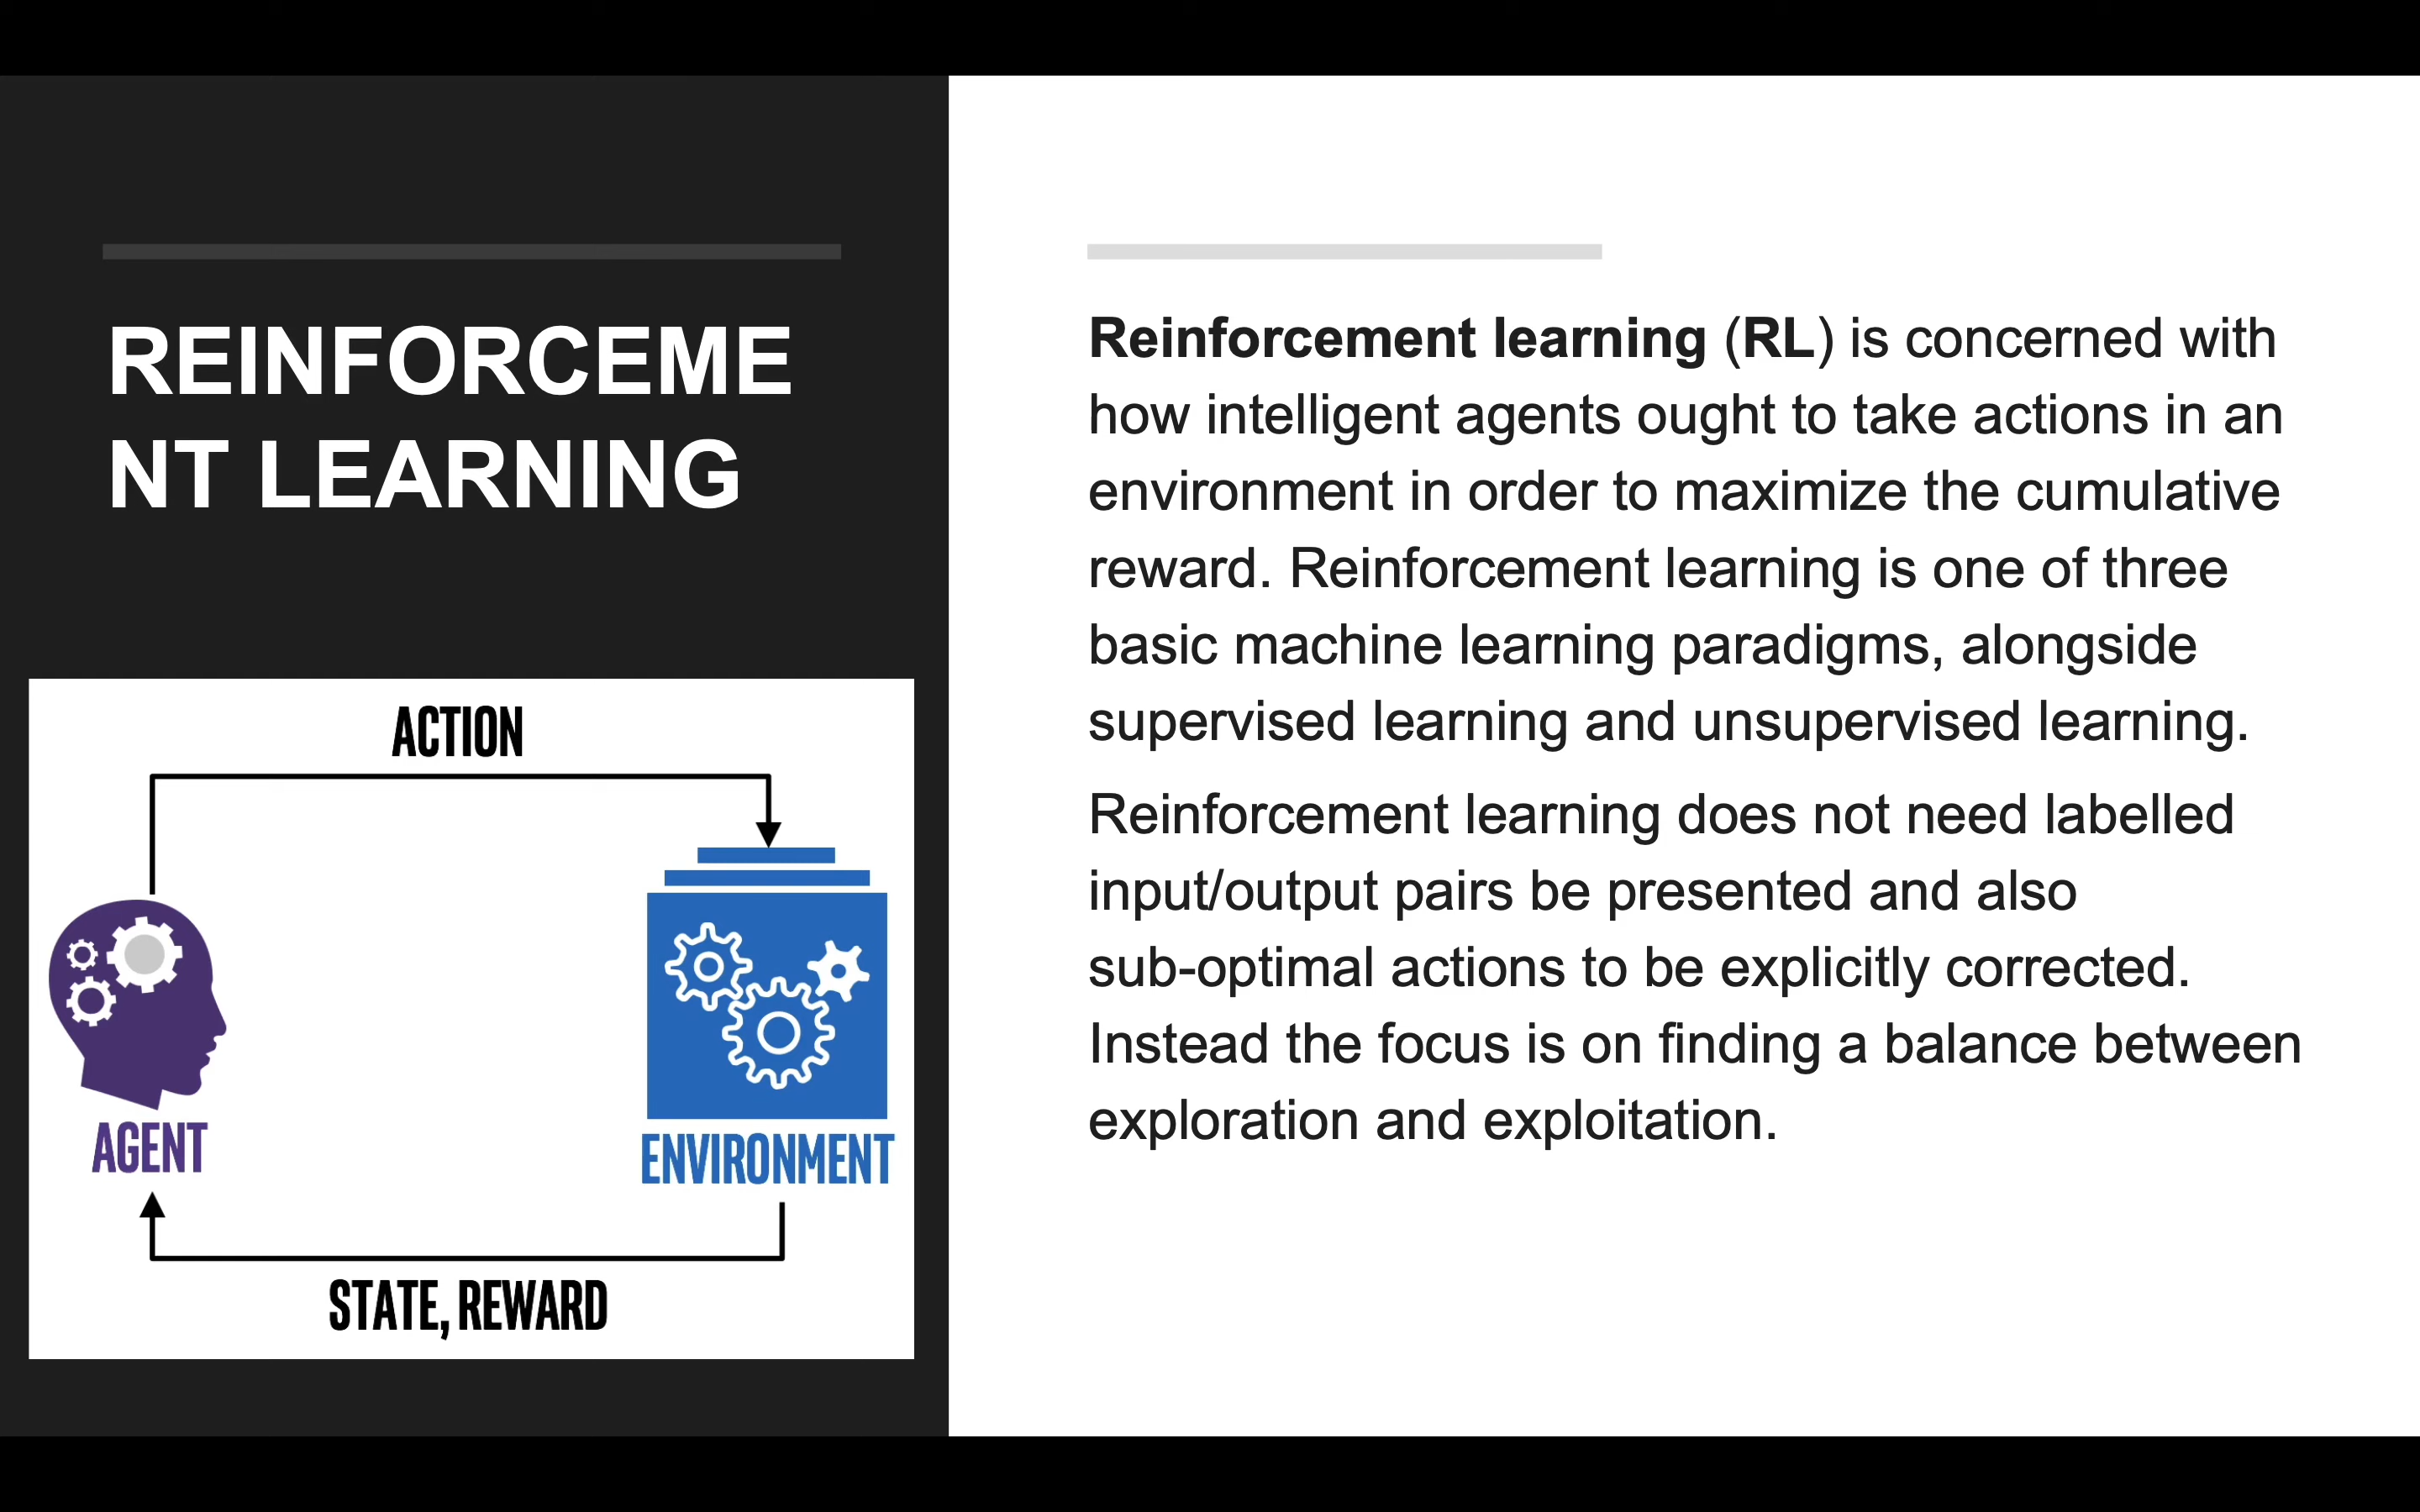 REINFORCEME
NT LEARNING
ACTION
AGENT
ENVIRONMENT
STATE, REWARD
Reinforcement learning (RL) is concerned with
how intelligent agents ought to take actions in an
environment in order to maximize the cumulative
reward. Reinforcement learning is one of three
basic machine learning paradigms, alongside
supervised learning and unsupervised learning.
Reinforcement learning does not need labelled
input/output pairs be presented and also
sub-optimal actions to be explicitly corrected.
Instead the focus is on finding a balance between
exploration and exploitation.